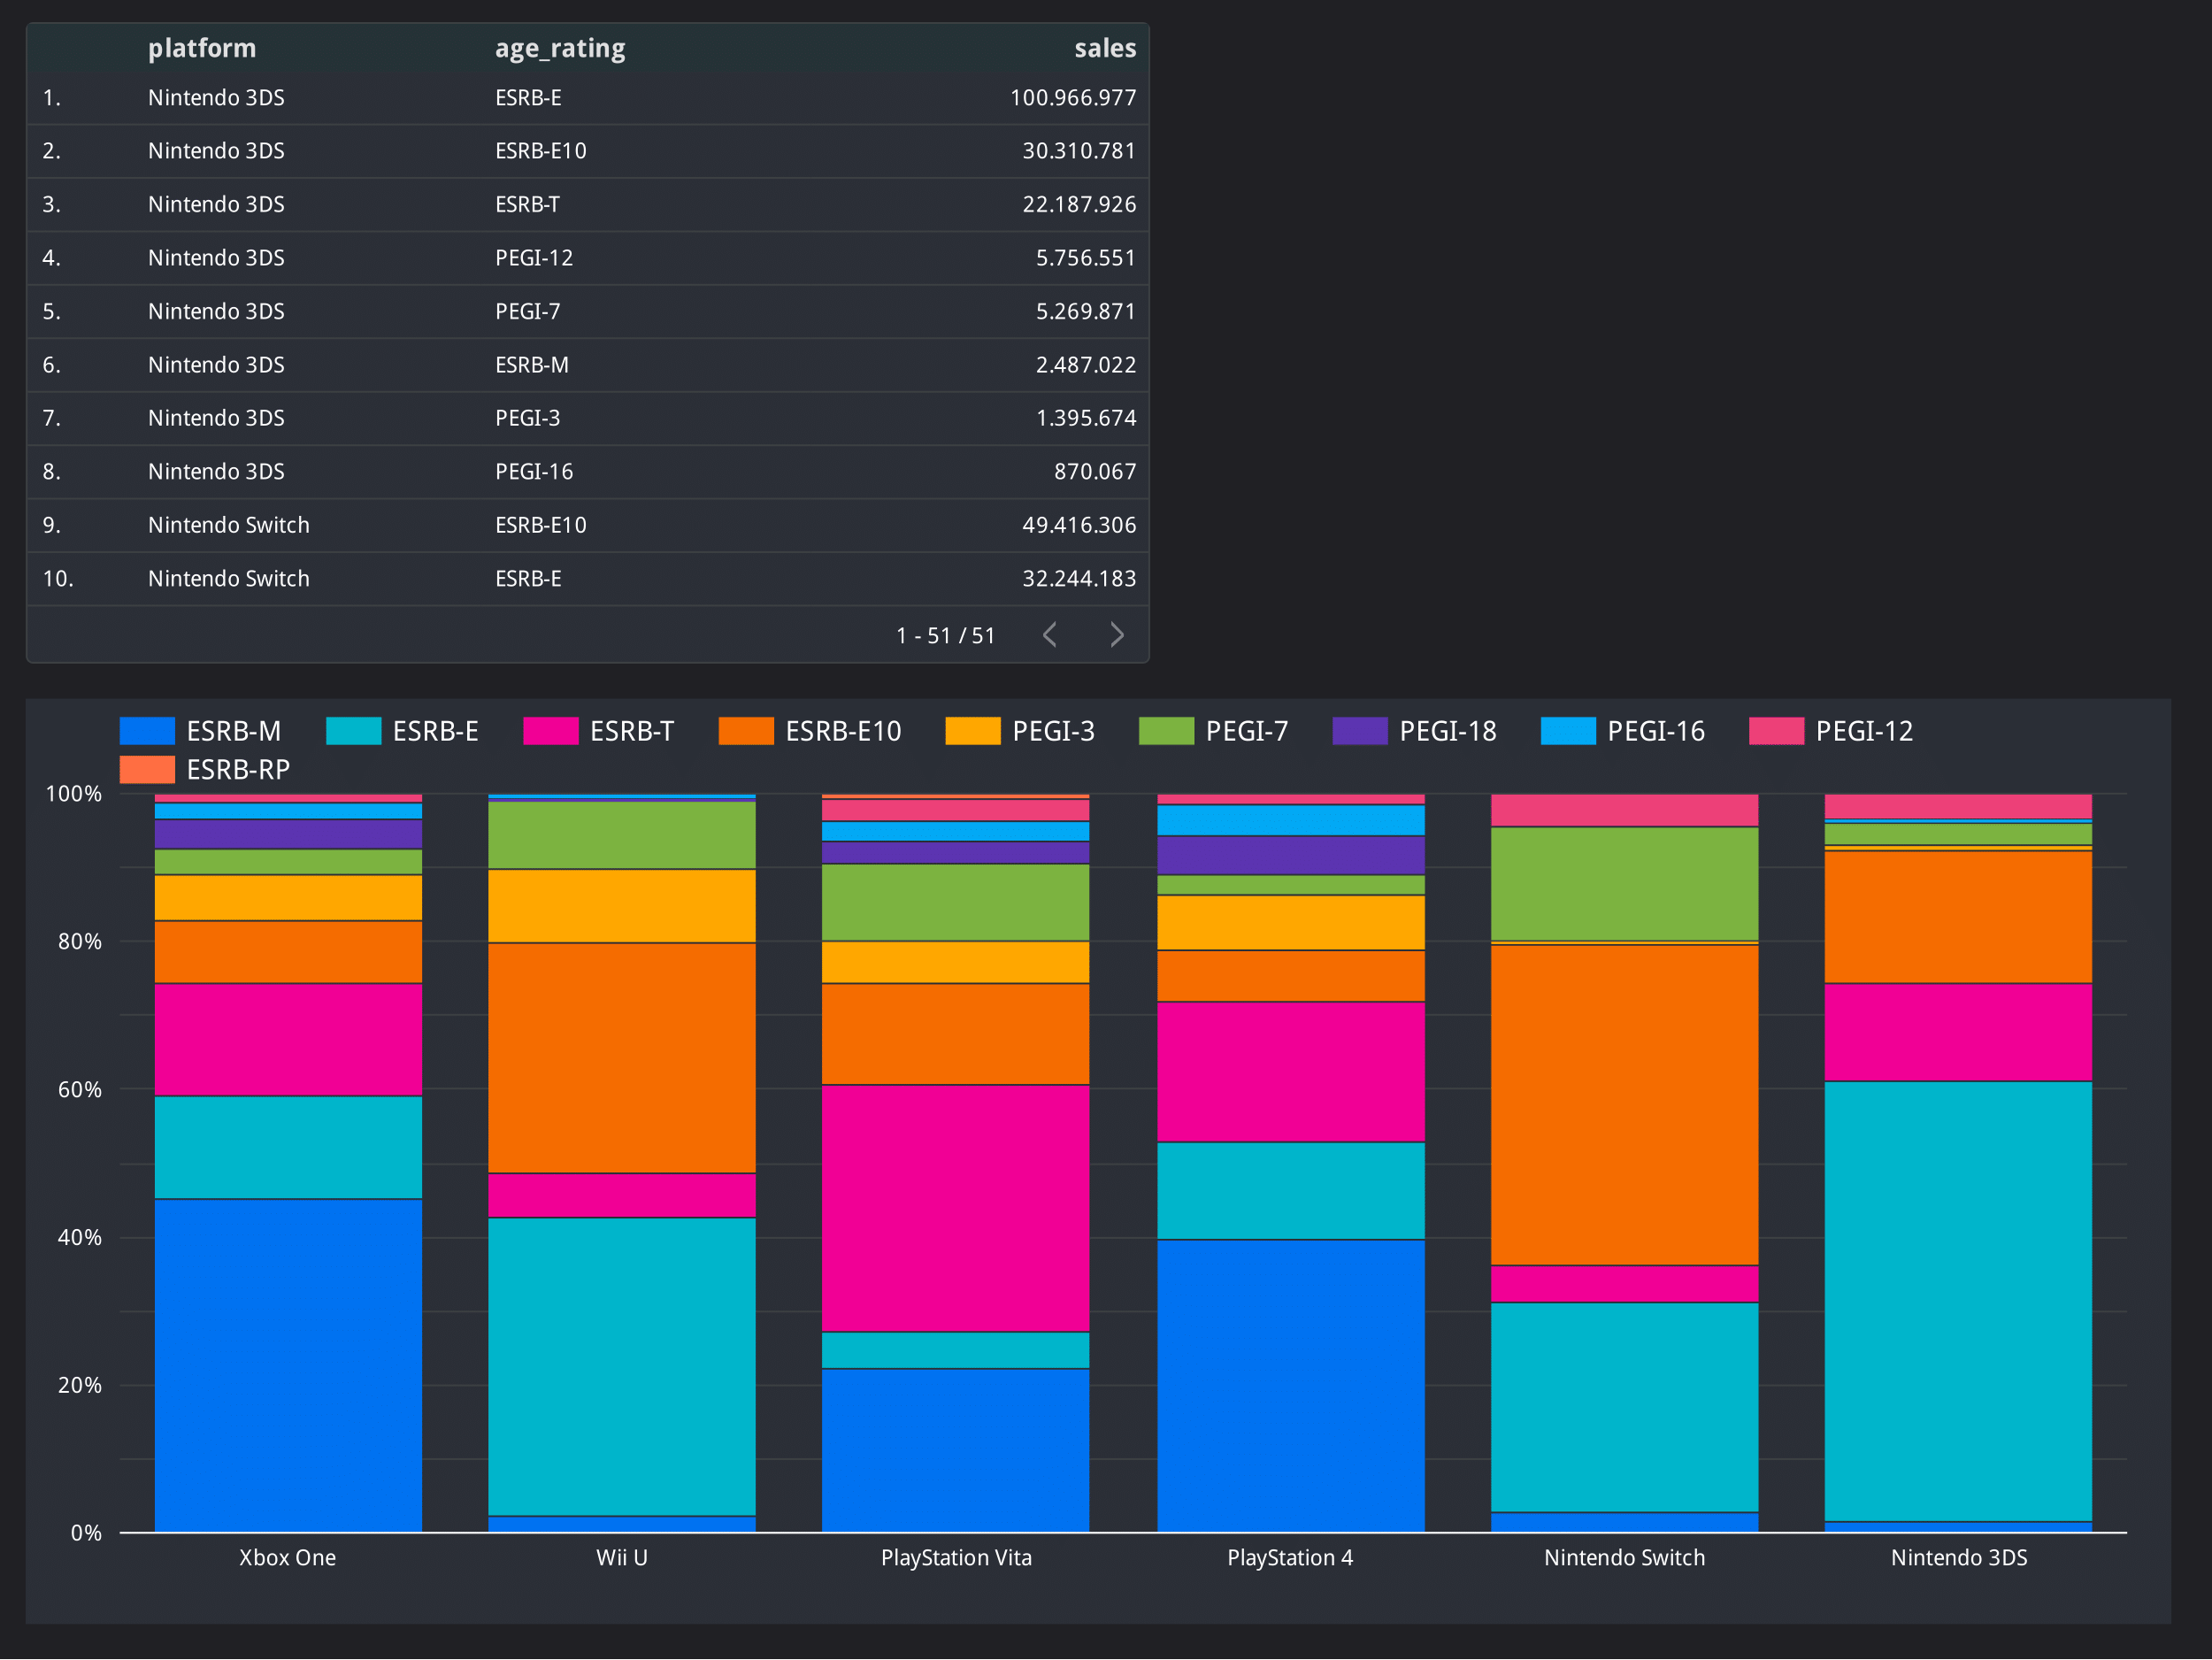 platform age_rating sales
1. Nintendo 3DS ESRB-E 100.966.977
2. Nintendo 3DS ESRB-E10 30.310.781
3. Nintendo 3DS ESRB-T 22.187.926
4. Nintendo 3DS PEGI-12 5.756.551
5. Nintendo 3DS PEGI-7 5.269.871
6. Nintendo 3DS ESRB-M 2.487.022
7. Nintendo 3DS PEGI-3 1.395.674
8. Nintendo 3DS PEGI-16 870.067
9. Nintendo Switch ESRB-E10 49.416.306
10. Nintendo Switch ESRB-E 32.244.183
1 - 51 / 51
ESRB-M ESRB-E ESRB-T ESRB-E10 PEGI-3 PEGI-7 PEGI-18 PEGI-16 PEGI-12
ESRB-RP
100%
80%
60%
40%
20%
0%
Xbox One Wii U PlayStation Vita PlayStation 4 Nintendo Switch Nintendo 3DS